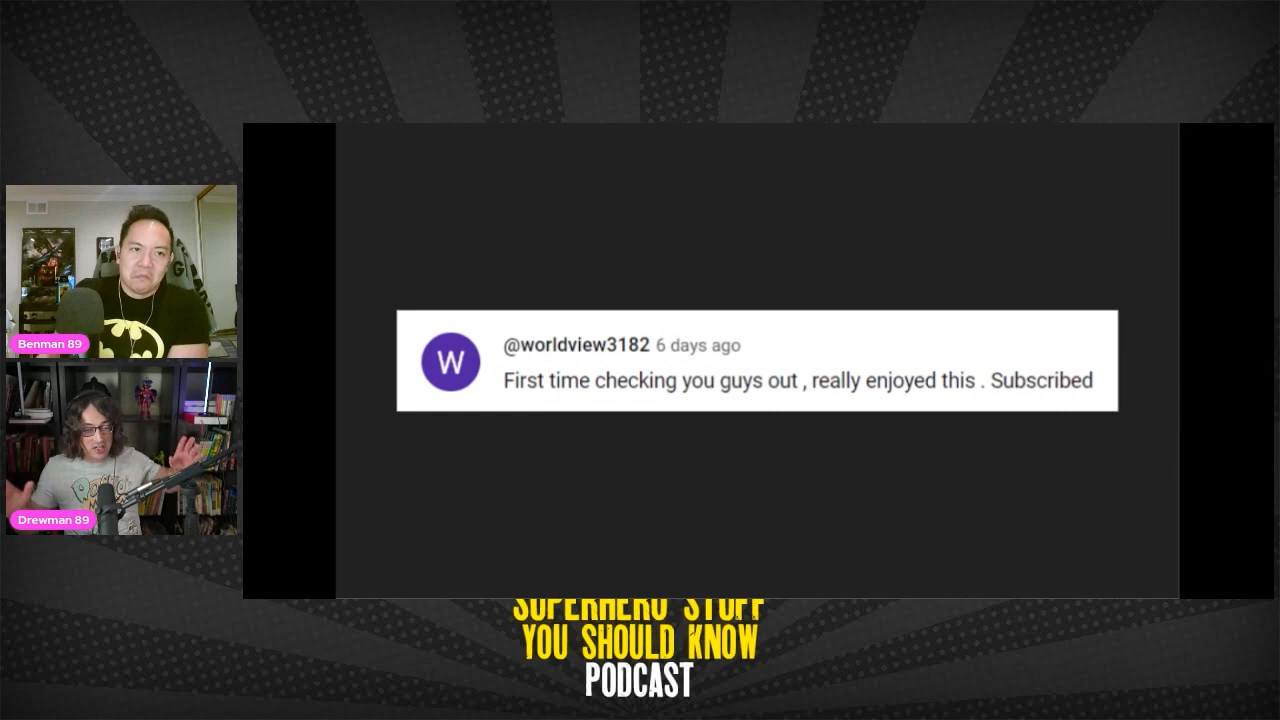 Benman 89
Drewman 89
W
@worldview3182 6 days ago
First time checking you guys out , really enjoyed this . Subscribed
SUPERHERO STUFF
YOU SHOULD KNOW
PODCAST